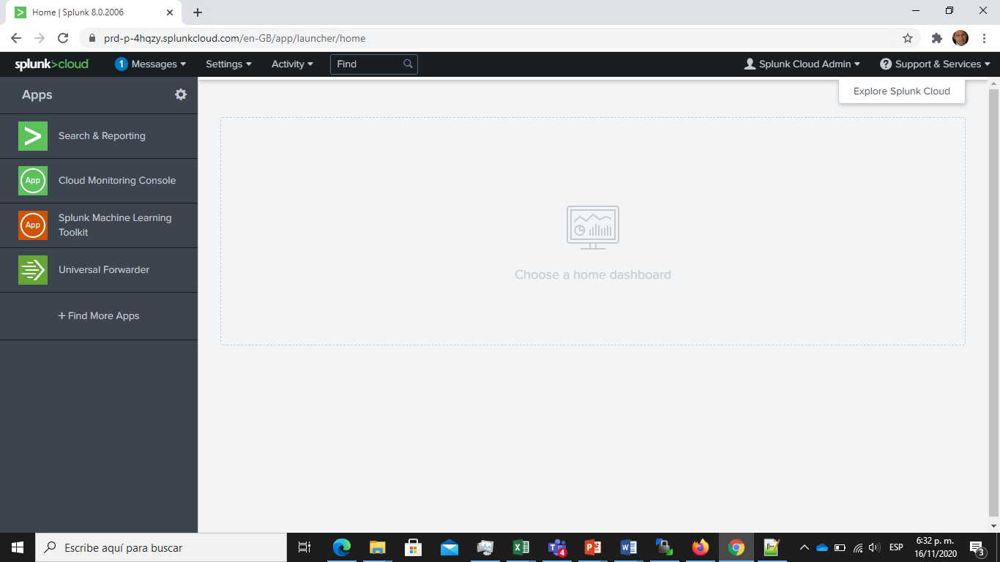 Home | Splunk 8.0.2006
prd-p-4hqzy.splunkcloud.com/en-GB/app/launcher/home
splunk>cloud 1 Messages Settings Activity Find Splunk Cloud Admin ? Support & Services
Apps
Explore Splunk Cloud
Search & Reporting
App Cloud Monitoring Console
App Splunk Machine Learning
Toolkit
Universal Forwarder
+ Find More Apps
Choose a home dashboard
Escribe aquí para buscar
4
ESP
6:32 p. m.
16/11/2020
3